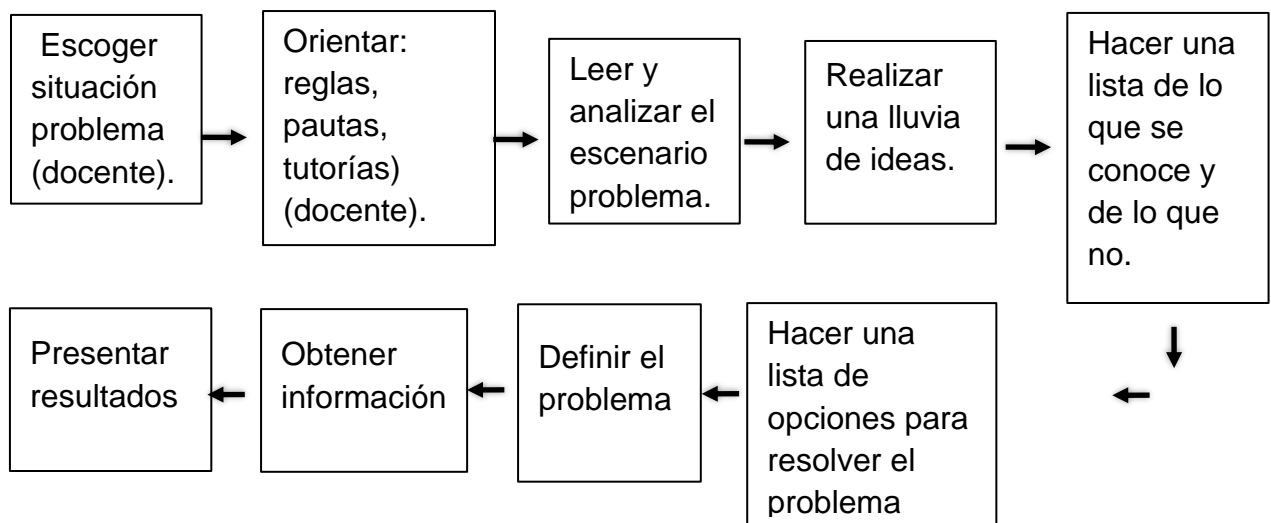 Escoger
situación
problema
(docente).
Orientar:
reglas,
pautas,
tutorías)
(docente).
Leer y
analizar el
escenario
problema.
Realizar
una lluvia
de ideas.
Hacer una
lista de lo
que se
conoce y
de lo que
no.
Hacer una
lista de
opciones para
resolver el
problema
Definir el
problema
Obtener
información
Presentar
resultados